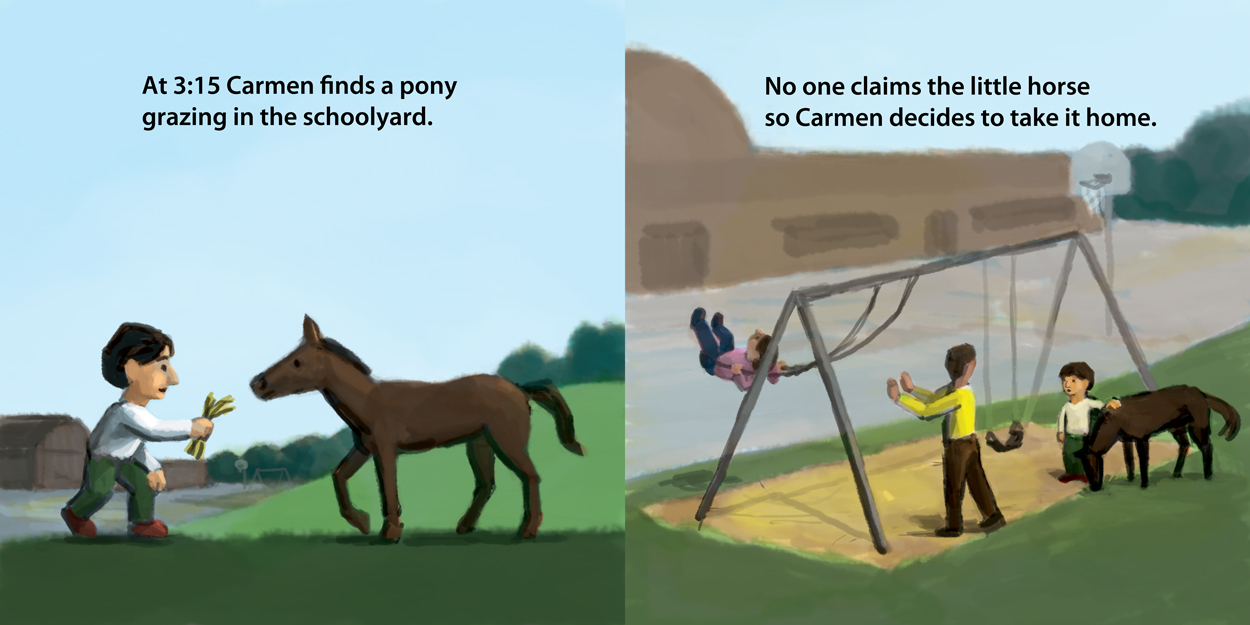 At 3:15 Carmen finds a pony
grazing in the schoolyard.
No one claims the little horse
so Carmen decides to take it home.